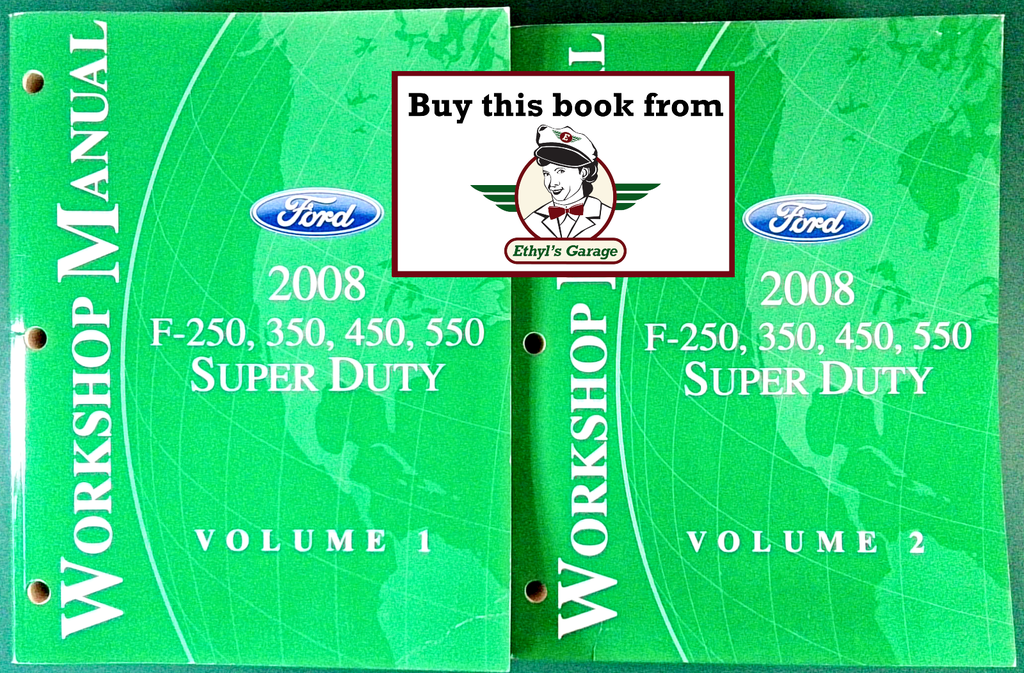 WORKSHOP MANUAL
Ford
2008
F-250, 350, 450, 550
SUPER DUTY
VOLUME 1
Buy this book from
E
Ethyl's Garage
WORKSHOP
Ford
2008
F-250, 350, 450, 550
SUPER DUTY
VOLUME 2